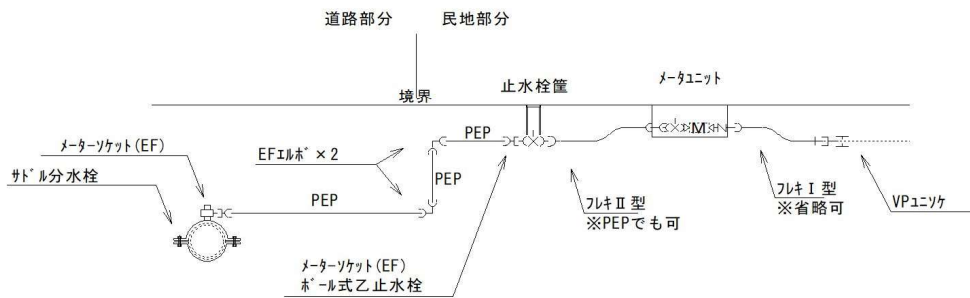 道路部分
民地部分
境界
止水栓筐
ﾒｰﾀﾕﾆｯﾄ
M
ﾒｰﾀｰｿｹｯﾄ(EF)
ｻﾄﾞﾙ分水栓
EFｴﾙﾎﾞ×2
PEP
PEP
PEP
ﾌﾚｷⅡ型
※PEPでも可
ﾌﾚｷⅠ型
※省略可
VPﾕﾆｿｹ
ﾒｰﾀｰｿｹｯﾄ(EF)
ﾎﾞｰﾙ式乙止水栓